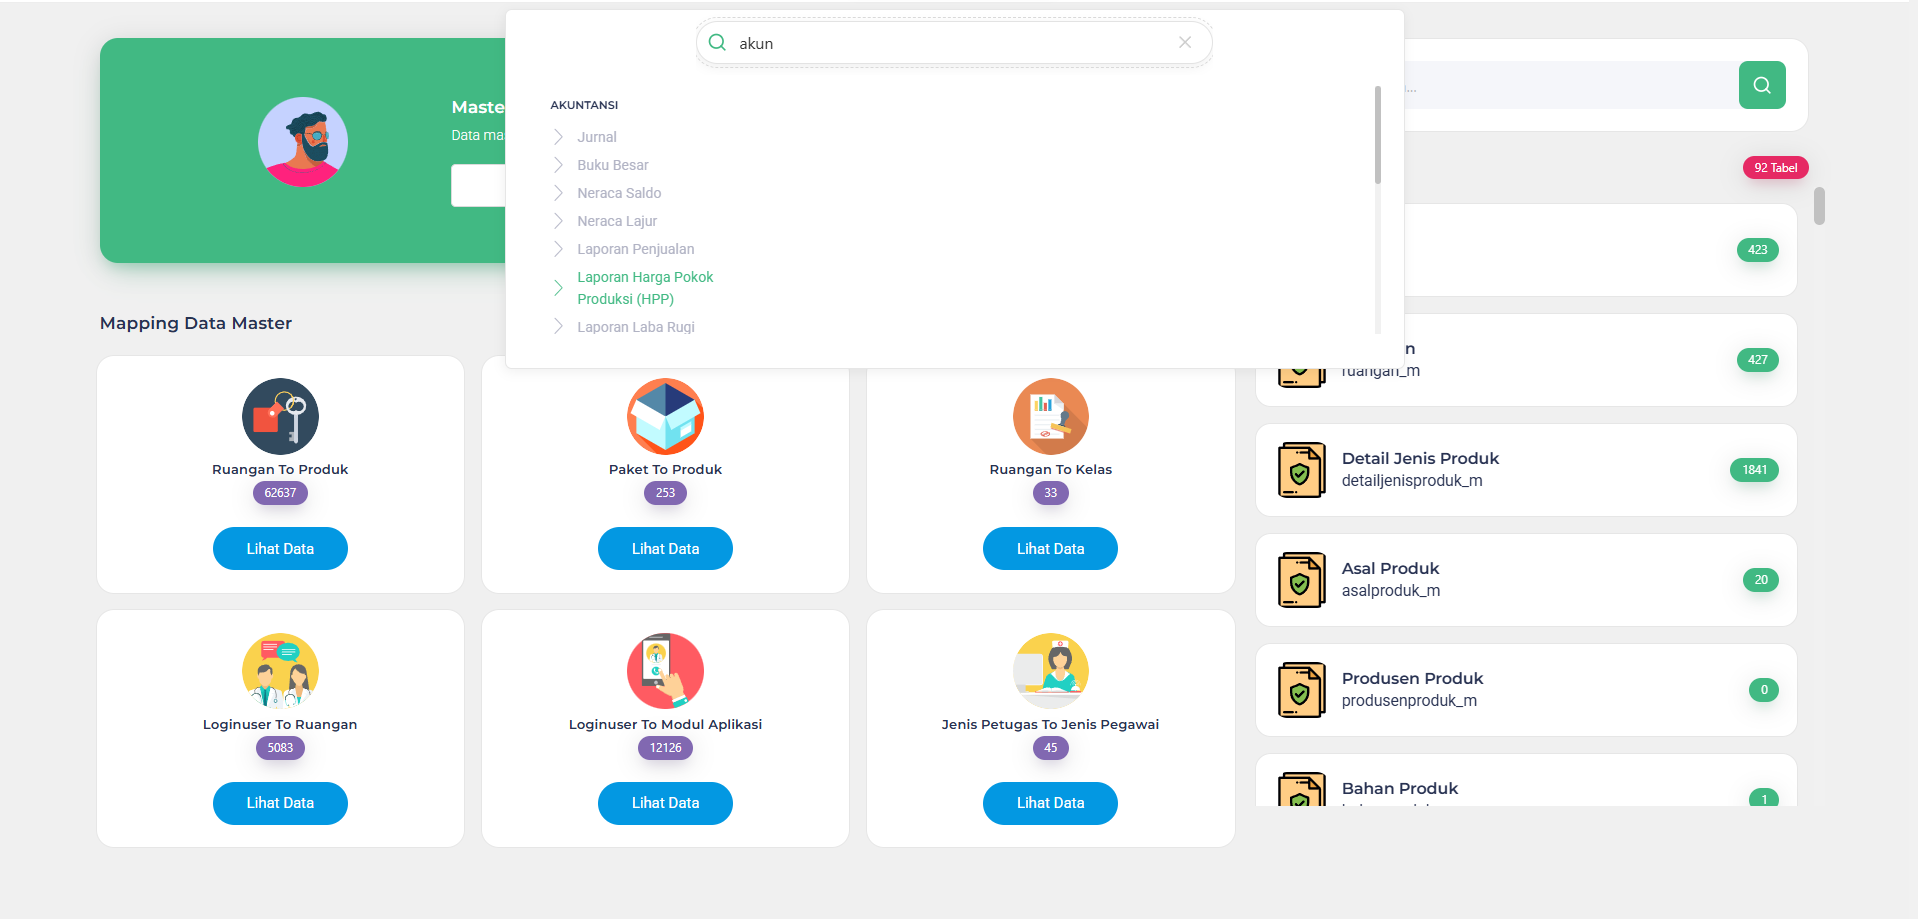 akun
AKUNTANSI
Jurnal
Buku Besar
Neraca Saldo
Neraca Lajur
Laporan Penjualan
Laporan Harga Pokok
Produksi (HPP)
Laporan Laba Rugi
Data
92 Tabel
423
Mapping Data Master
Ruangan To Produk
62637
Lihat Data
Paket To Produk
253
Lihat Data
Ruangan To Kelas
33
Lihat Data
Loginuser To Ruangan
5083
Lihat Data
Loginuser To Modul Aplikasi
12126
Lihat Data
Jenis Petugas To Jenis Pegawai
45
Lihat Data
ruangan_m
427
Detail Jenis Produk
detailjenisproduk_m
1841
Asal Produk
asalproduk_m
20
Produsen Produk
produsenproduk_m
0
Bahan Produk
1